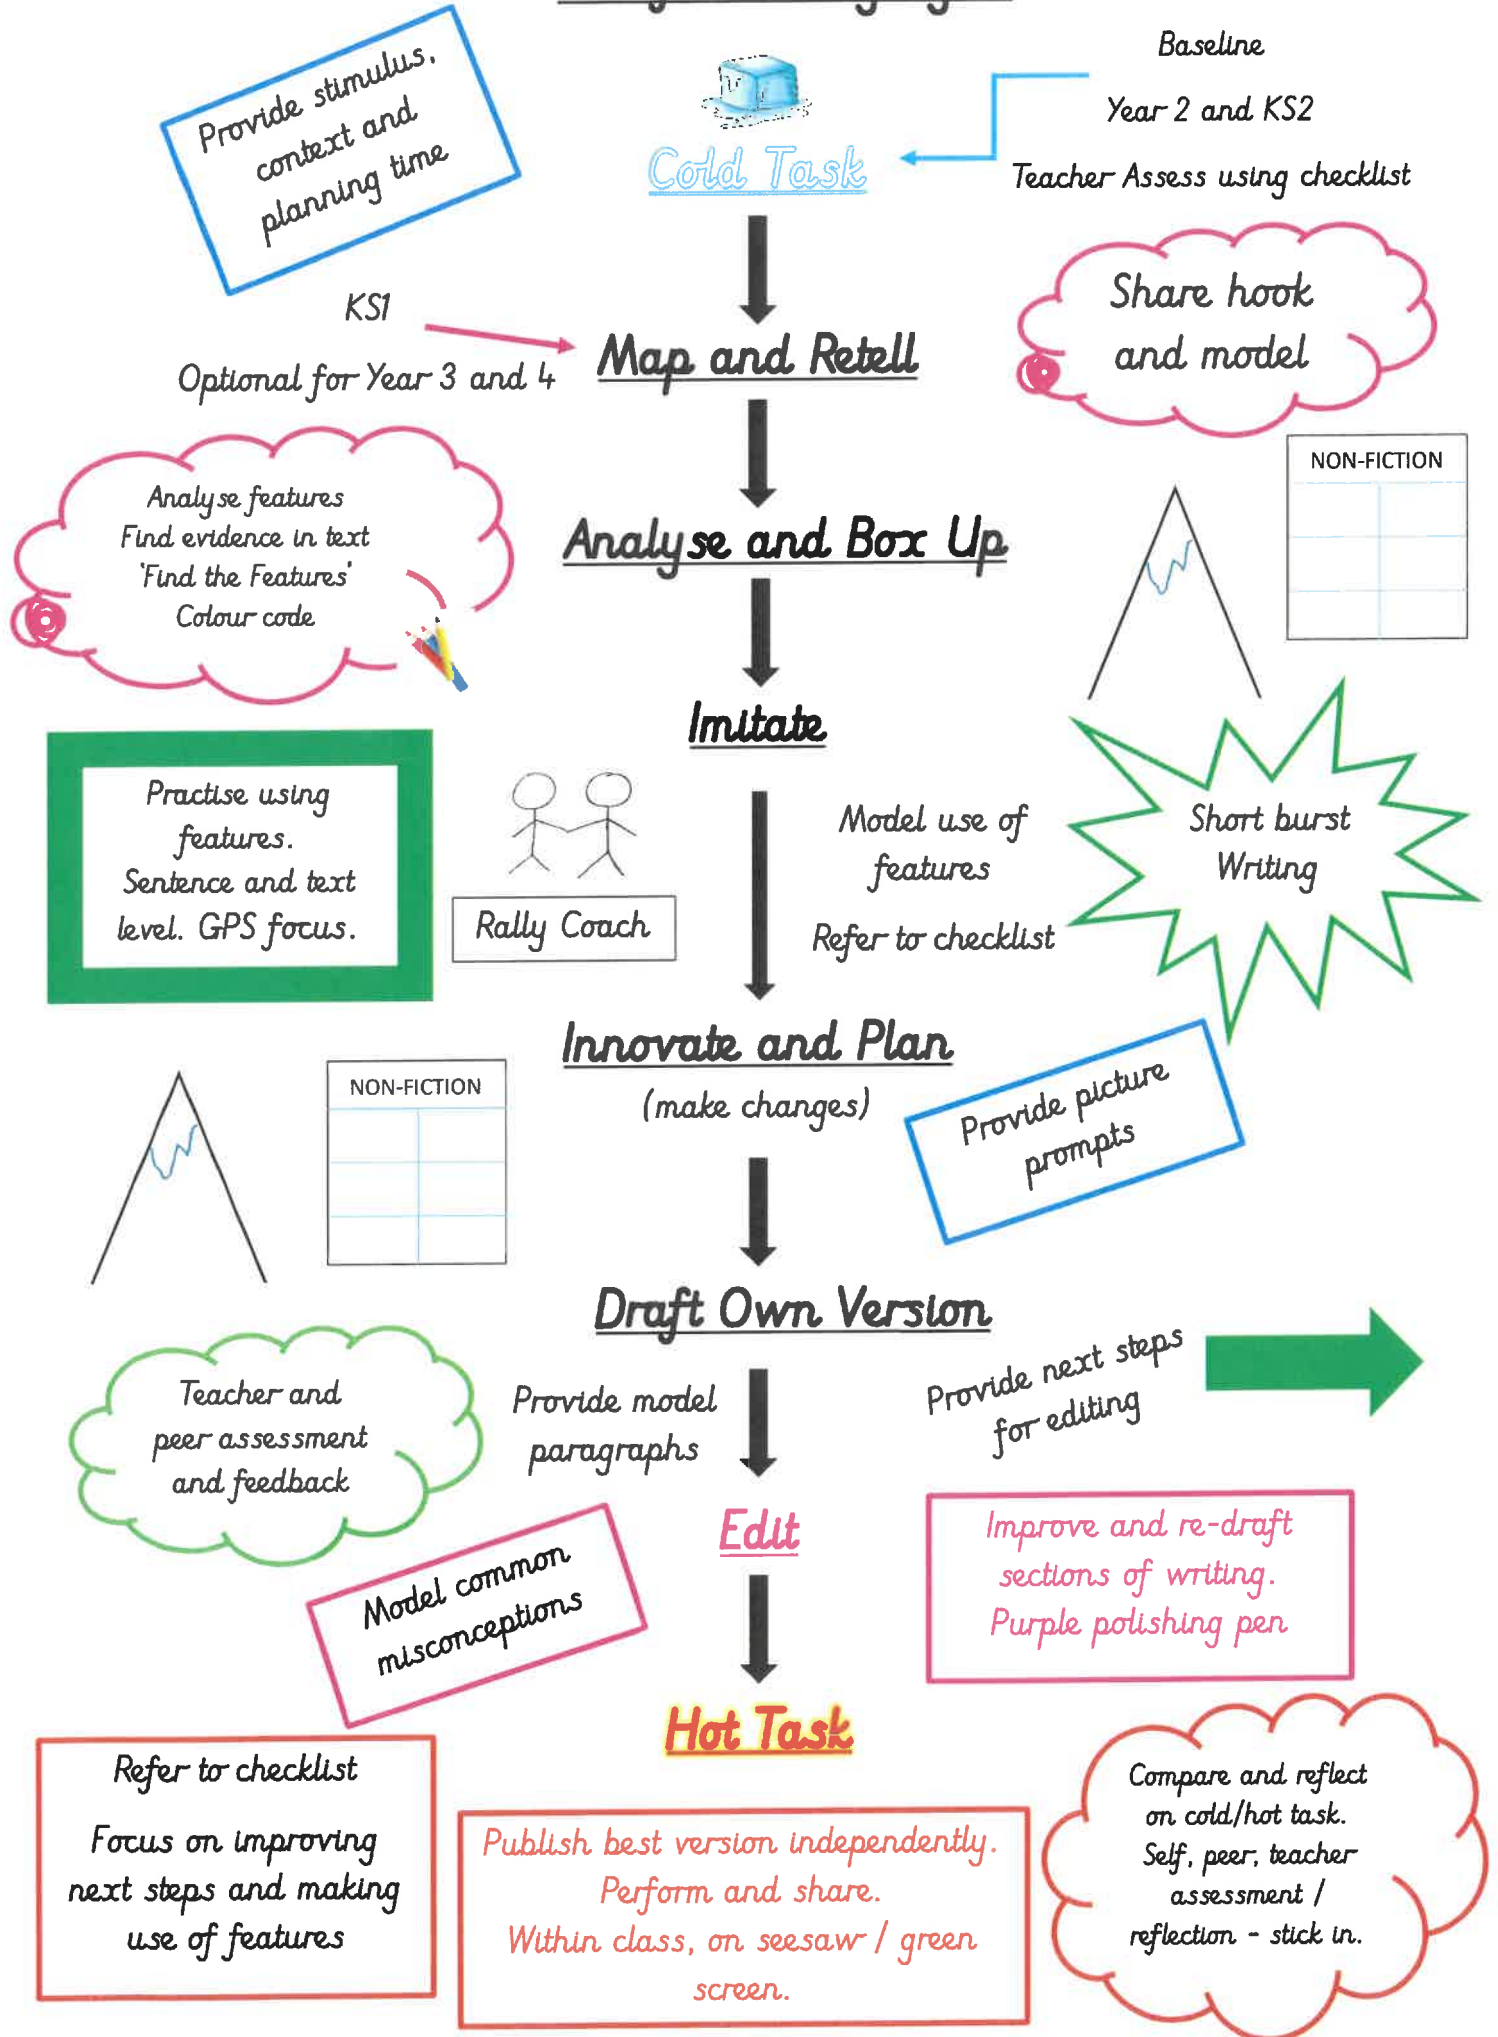 Provide stimulus,
context and
planning time
Baseline
Year 2 and KS2
Teacher Assess using checklist
Cold Task
Share hook
and model
KS1
Optional for Year 3 and 4
Map and Retell
NON-FICTION
Analyse features
Find evidence in text
'Find the Features'
Colour code
Analyse and Box Up
Imitate
Practise using
features.
Sentence and text
level. GPS focus.
Rally Coach
Model use of
features
Refer to checklist
Short burst
Writing
Innovate and Plan
(make changes)
NON-FICTION
Provide picture
prompts
Draft Own Version
Teacher and
peer assessment
and feedback
Provide model
paragraphs
Provide next steps
for editing
Edit
Model common
misconceptions
Improve and re-draft
sections of writing.
Purple polishing pen
Hot Task
Refer to checklist
Focus on improving
next steps and making
use of features
Publish best version independently.
Perform and share.
Within class, on seesaw / green
screen.
Compare and reflect
on cold/hot task.
Self, peer, teacher
assessment /
reflection - stick in.